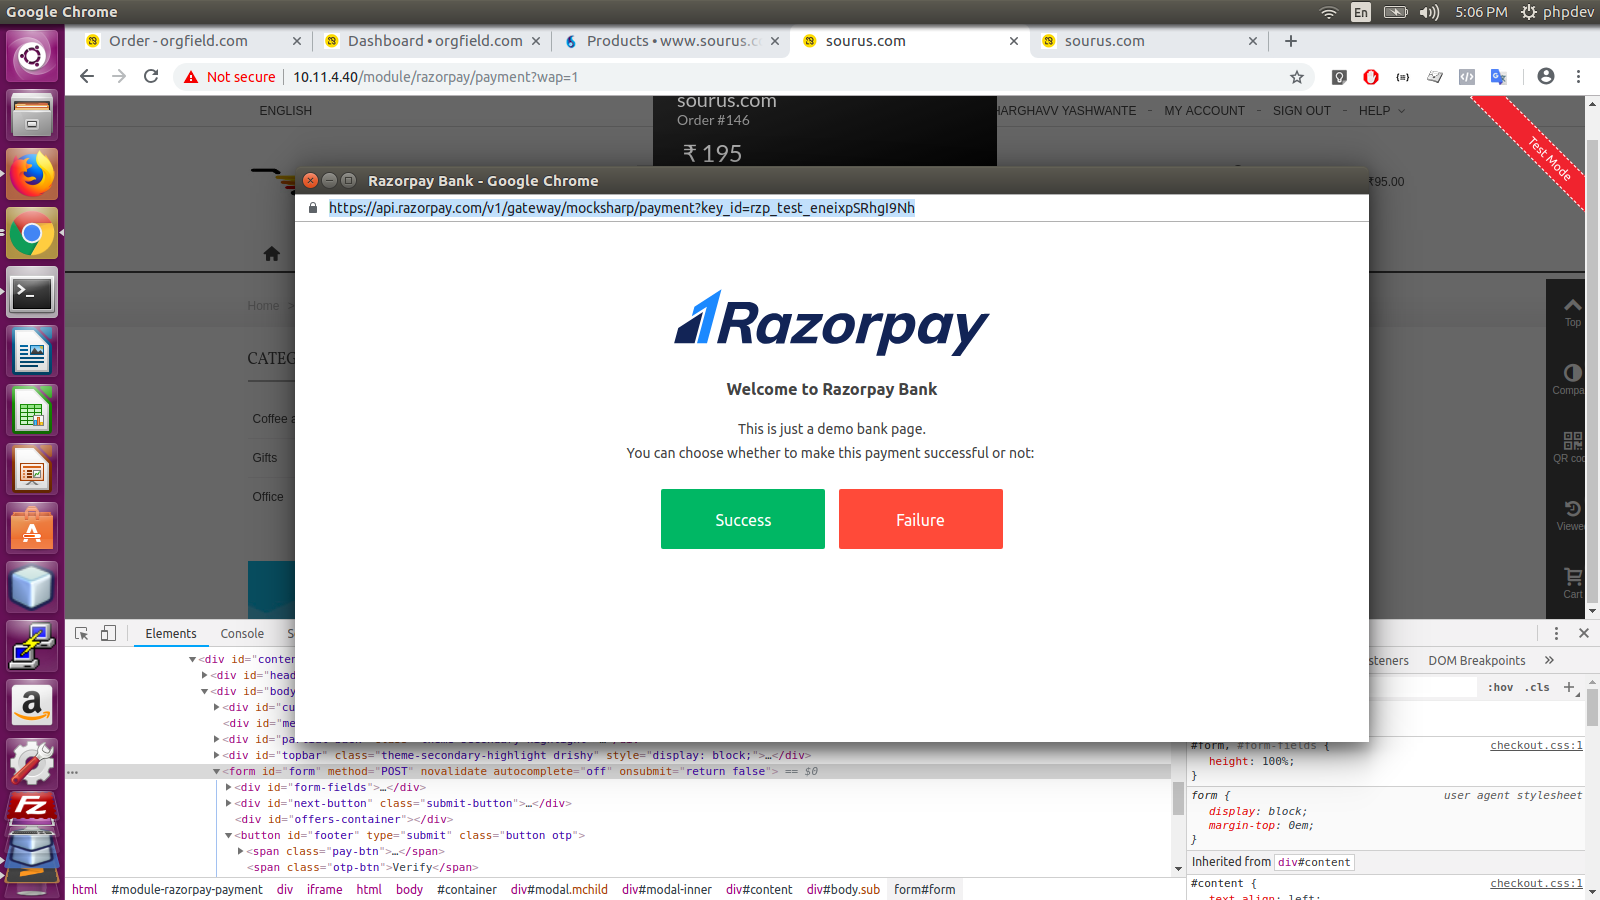 Google Chrome
En
5:06 PM
phpdev
Order - orgfield.com
Dashboard • orgfield.com
Products • www.sourus.c
sourus.com
sourus.com
Not secure
10.11.4.40/module/razorpay/payment?wap=1
ENGLISH
sourus.com
Order #146
₹ 195
HARGHAVV YASHWANTE - MY ACCOUNT - SIGN OUT - HELP
Test Mode
₹95.00
Razorpay Bank - Google Chrome
https://api.razorpay.com/v1/gateway/mocksharp/payment?key_id=rzp_test_eneixpSRhgI9Nh
Razorpay
Welcome to Razorpay Bank
This is just a demo bank page.
You can choose whether to make this payment successful or not:
Success
Failure
Home >
CATEG
Coffee a
Gifts
Office
Top
Compa
QR cod
Viewe
Cart
Elements
Console
S
<div id="conten
<div id="head
<div id="body
<div id="cu
<div id="me
<div id="topbar" class="theme-secondary-highlight drishy" style="display: block;">…</div>
<form id="form" method="POST" novalidate autocomplete="off" onsubmit="return false"> == $0
<div id="form-fields">…</div>
<div id="next-button" class="submit-button">…</div>
<div id="offers-container"></div>
<button id="footer" type="submit" class="button otp">
<span class="pay-btn">…</span>
<span class="otp-btn">Verify</span>
html #module-razorpay-payment div iframe html body #container div#modal.mchild div#modal-inner div#content div#body.sub form#form
steners
DOM Breakpoints
»
:hov .cls +
#form, #form-fields {
checkout.css:1
height: 100%;
}
form {
user agent stylesheet
display: block;
margin-top: 0em;
}
Inherited from div#content
#content {
checkout.css:1
text-align: left;